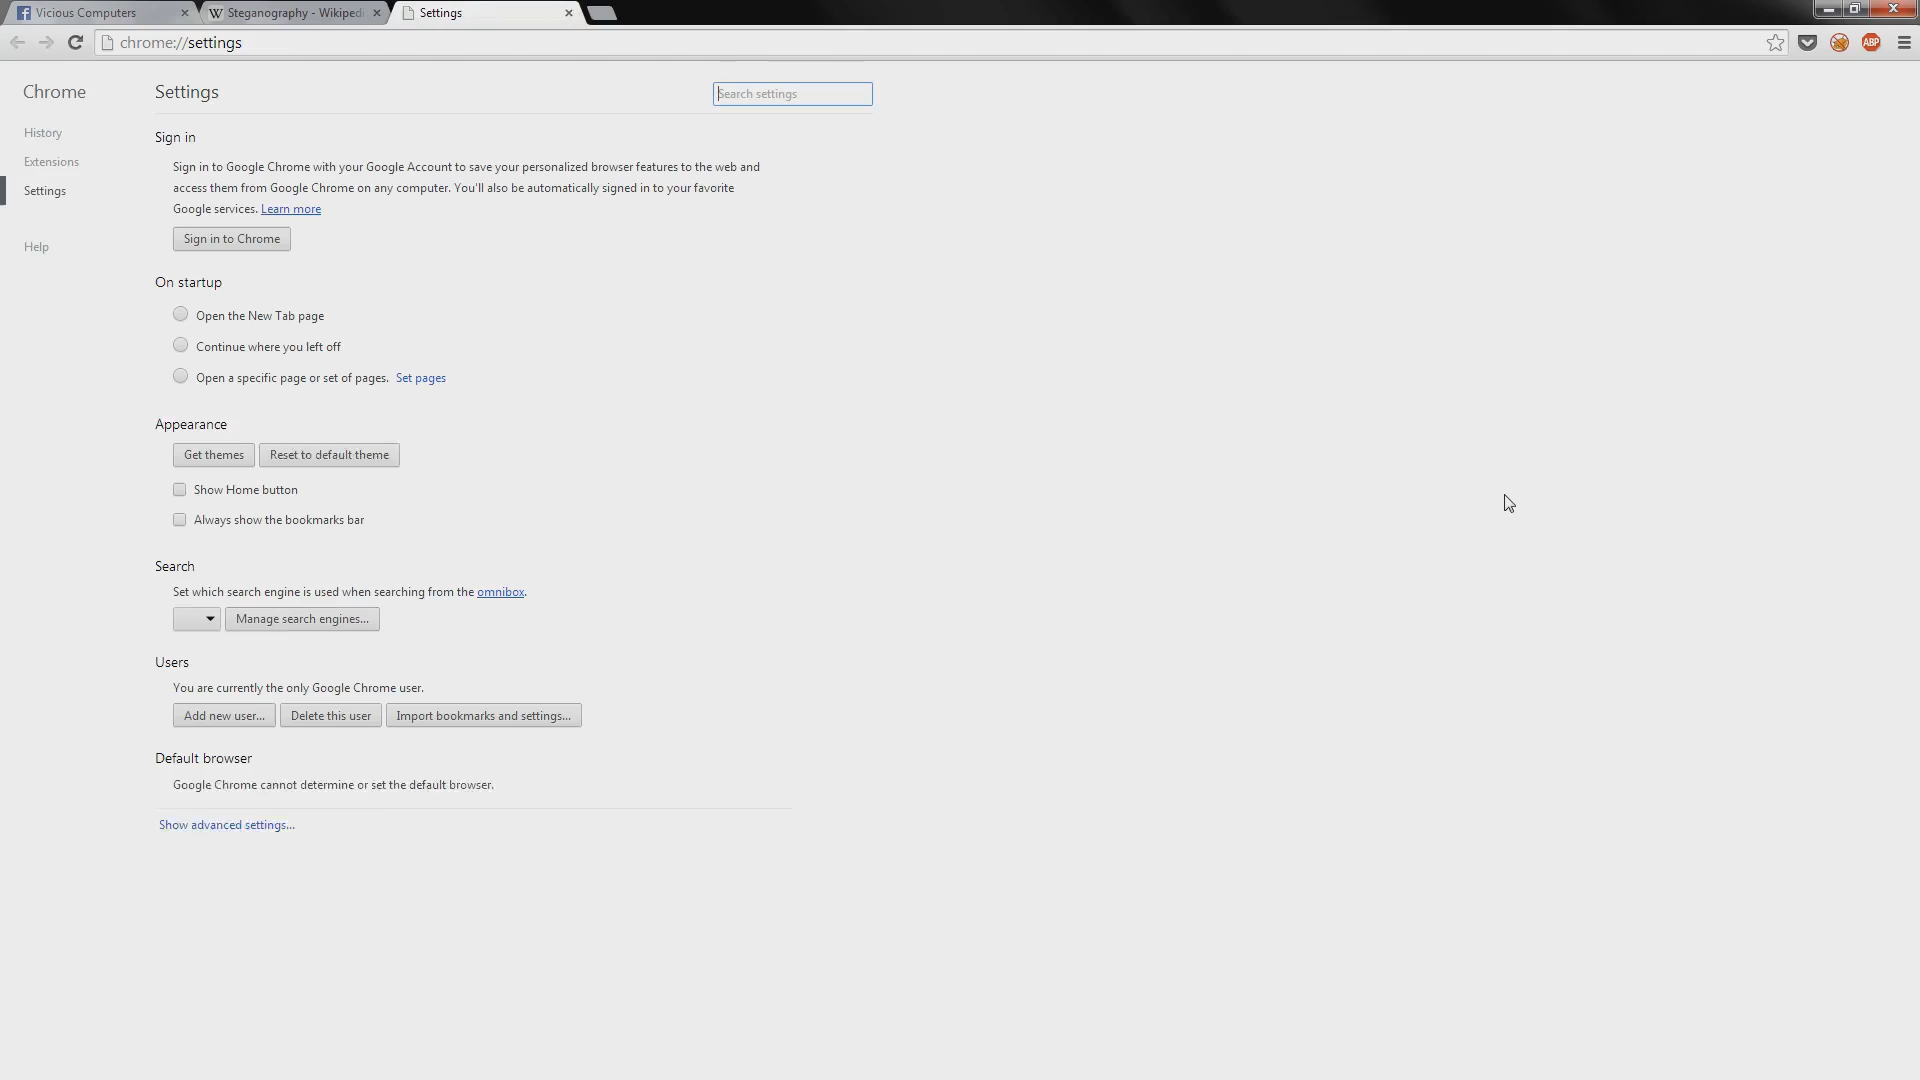 Vicious Computers
Steganography - Wikipedi
Settings
chrome://settings
ABP
Chrome
Settings
Search settings
History
Extensions
Settings
Help
Sign in
Sign in to Google Chrome with your Google Account to save your personalized browser features to the web and
access them from Google Chrome on any computer. You'll also be automatically signed in to your favorite
Google services. Learn more
Sign in to Chrome
On startup
Open the New Tab page
Continue where you left off
Open a specific page or set of pages. Set pages
Appearance
Get themes
Reset to default theme
Show Home button
Always show the bookmarks bar
Search
Set which search engine is used when searching from the omnibox.
Manage search engines...
Users
You are currently the only Google Chrome user.
Add new user...
Delete this user
Import bookmarks and settings...
Default browser
Google Chrome cannot determine or set the default browser.
Show advanced settings...